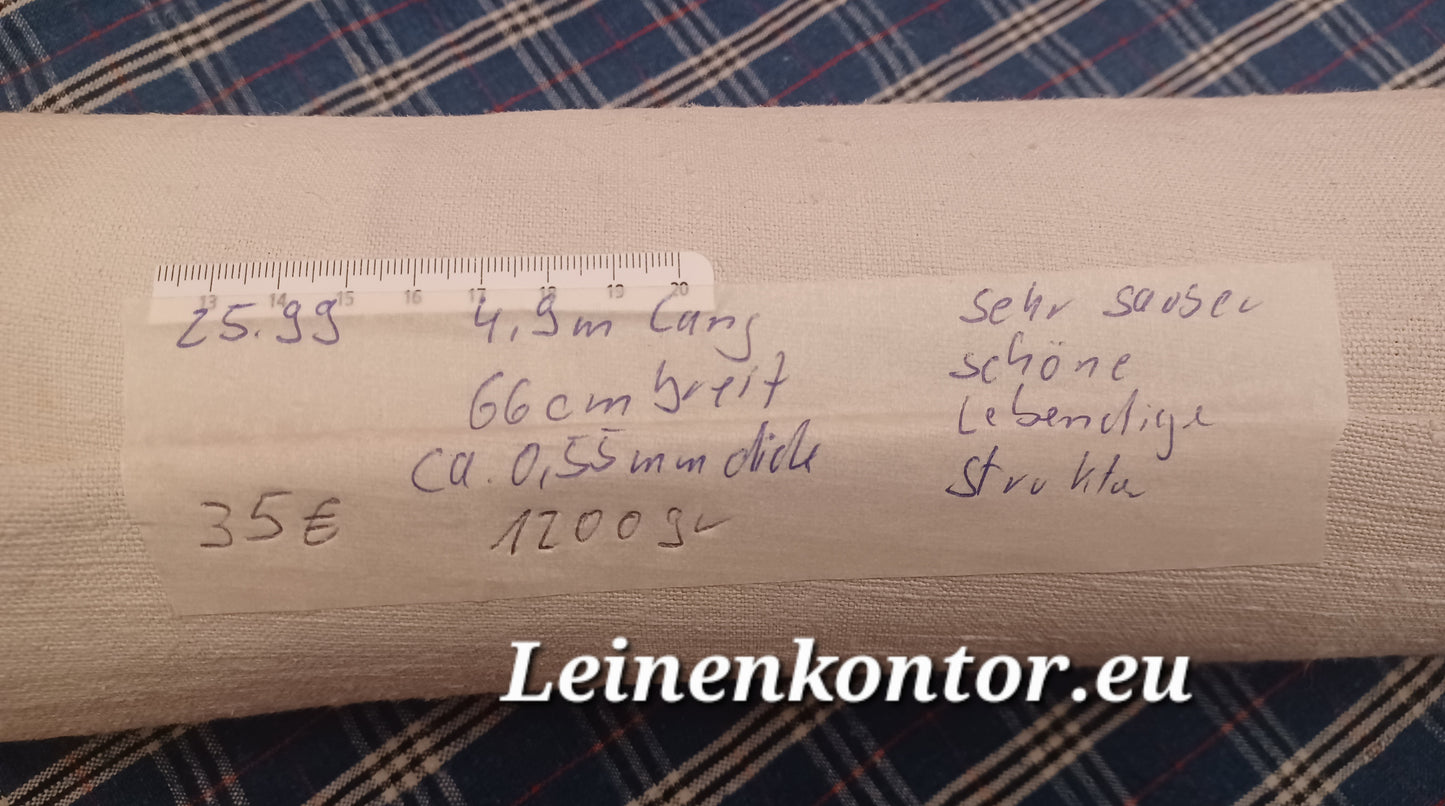 13 14 15 16 17 18 19 20
25.99
4,9m lang
66cm breit
ca. 0,55mm dick
35€
1200gr
sehr sauber
schöne
Lebendige
Struktur
Leinenkontor.eu